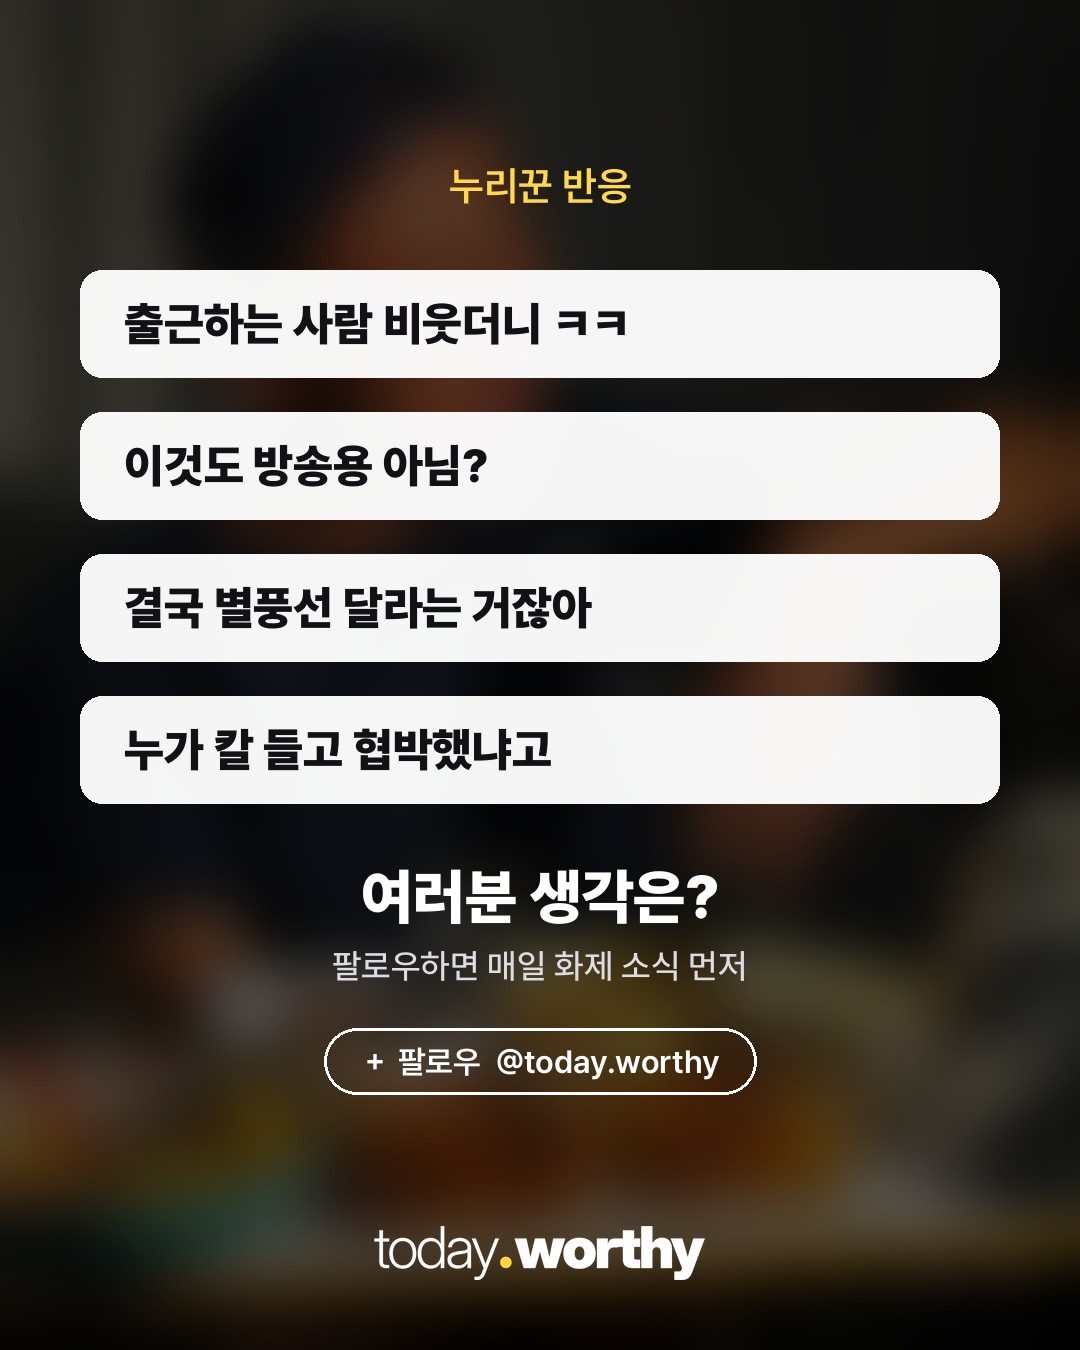 누리꾼 반응
출근하는 사람 비웃더니 ㅋㅋ
이것도 방송용 아님?
결국 별풍선 달라는 거잖아
누가 칼 들고 협박했냐고
여러분 생각은?
팔로우하면 매일 화제 소식 먼저
+ 팔로우 @today.worthy
today.worthy